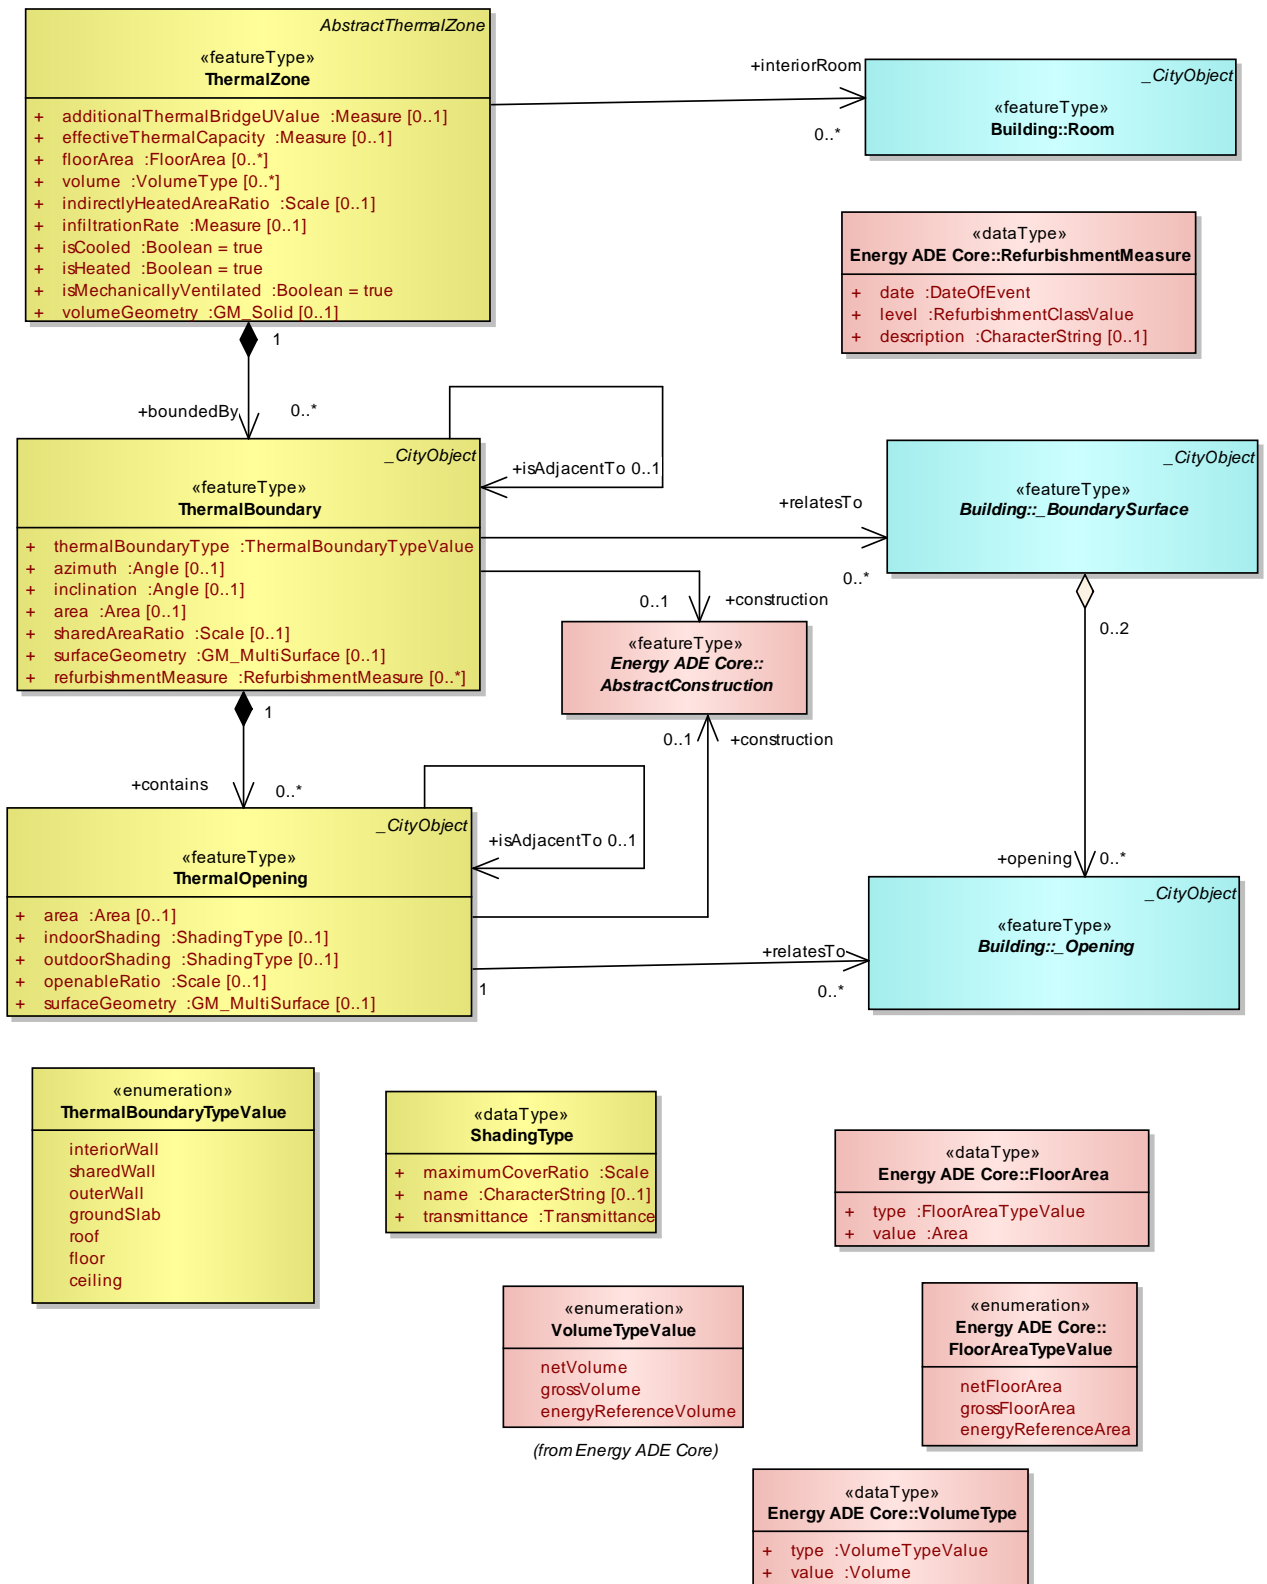 AbstractThermalZone
«featureType»
ThermalZone
+ additionalThermalBridgeUValue :Measure [0..1]
+ effectiveThermalCapacity :Measure [0..1]
+ floorArea :FloorArea [0..*]
+ volume :VolumeType [0..*]
+ indirectlyHeatedAreaRatio :Scale [0..1]
+ infiltrationRate :Measure [0..1]
+ isCooled :Boolean = true
+ isHeated :Boolean = true
+ isMechanicallyVentilated :Boolean = true
+ volumeGeometry :GM_Solid [0..1]
+interiorRoom
0..*
_CityObject
«featureType»
Building::Room
«dataType»
Energy ADE Core::RefurbishmentMeasure
+ date :DateOfEvent
+ level :RefurbishmentClassValue
+ description :CharacterString [0..1]
1
+boundedBy
0..*
_CityObject
«featureType»
ThermalBoundary
+ thermalBoundaryType :ThermalBoundaryTypeValue
+ azimuth :Angle [0..1]
+ inclination :Angle [0..1]
+ area :Area [0..1]
+ sharedAreaRatio :Scale [0..1]
+ surfaceGeometry :GM_MultiSurface [0..1]
+ refurbishmentMeasure :RefurbishmentMeasure [0..*]
+isAdjacentTo 0..1
+relatesTo
0..*
_CityObject
«featureType»
Building::_BoundarySurface
0..1
+construction
«featureType»
Energy ADE Core::
AbstractConstruction
0..1
+construction
0..2
+opening
0..*
1
+contains
0..*
_CityObject
«featureType»
ThermalOpening
+ area :Area [0..1]
+ indoorShading :ShadingType [0..1]
+ outdoorShading :ShadingType [0..1]
+ openableRatio :Scale [0..1]
+ surfaceGeometry :GM_MultiSurface [0..1]
+isAdjacentTo 0..1
1
+relatesTo
0..*
_CityObject
«featureType»
Building::_Opening
«enumeration»
ThermalBoundaryTypeValue
interiorWall
sharedWall
outerWall
groundSlab
roof
floor
ceiling
«dataType»
ShadingType
+ maximumCoverRatio :Scale
+ name :CharacterString [0..1]
+ transmittance :Transmittance
«dataType»
Energy ADE Core::FloorArea
+ type :FloorAreaTypeValue
+ value :Area
«enumeration»
VolumeTypeValue
netVolume
grossVolume
energyReferenceVolume
(from Energy ADE Core)
«enumeration»
Energy ADE Core::
FloorAreaTypeValue
netFloorArea
grossFloorArea
energyReferenceArea
«dataType»
Energy ADE Core::VolumeType
+ type :VolumeTypeValue
+ value :Volume